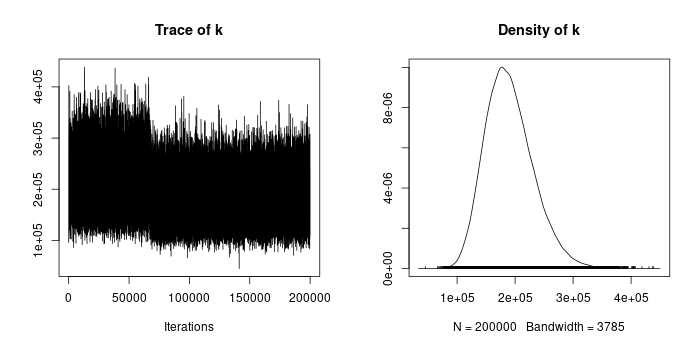 Trace of k
4e+05
3e+05
2e+05
1e+05
0 50000 100000 150000 200000
Iterations
Density of k
8e-06
4e-06
0e+00
1e+05 2e+05 3e+05 4e+05
N = 200000 Bandwidth = 3785